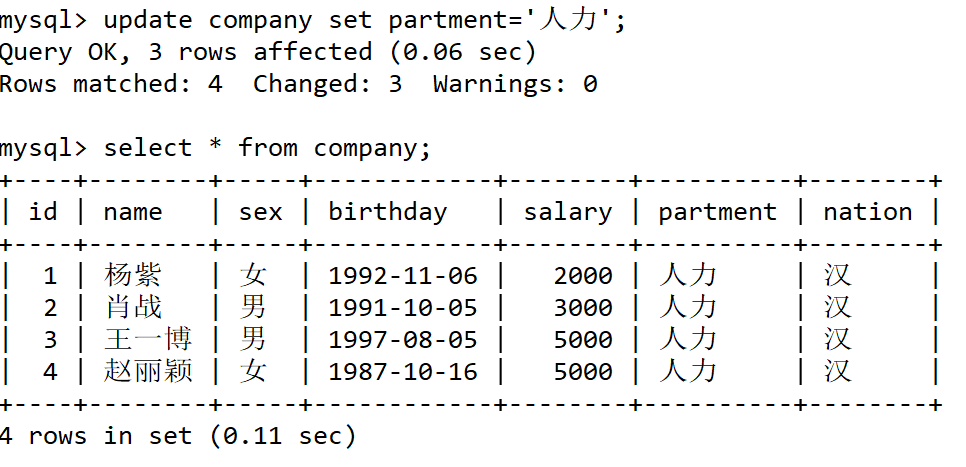 mysql> update company set partment='人力';
Query OK, 3 rows affected (0.06 sec)
Rows matched: 4  Changed: 3  Warnings: 0

mysql> select * from company;
+----+--------+-----+------------+--------+----------+--------+
| id | name   | sex | birthday   | salary | partment | nation |
+----+--------+-----+------------+--------+----------+--------+
|  1 | 杨紫   | 女  | 1992-11-06 |   2000 | 人力     | 汉     |
|  2 | 肖战   | 男  | 1991-10-05 |   3000 | 人力     | 汉     |
|  3 | 王一博 | 男  | 1997-08-05 |   5000 | 人力     | 汉     |
|  4 | 赵丽颖 | 女  | 1987-10-16 |   5000 | 人力     | 汉     |
+----+--------+-----+------------+--------+----------+--------+
4 rows in set (0.11 sec)